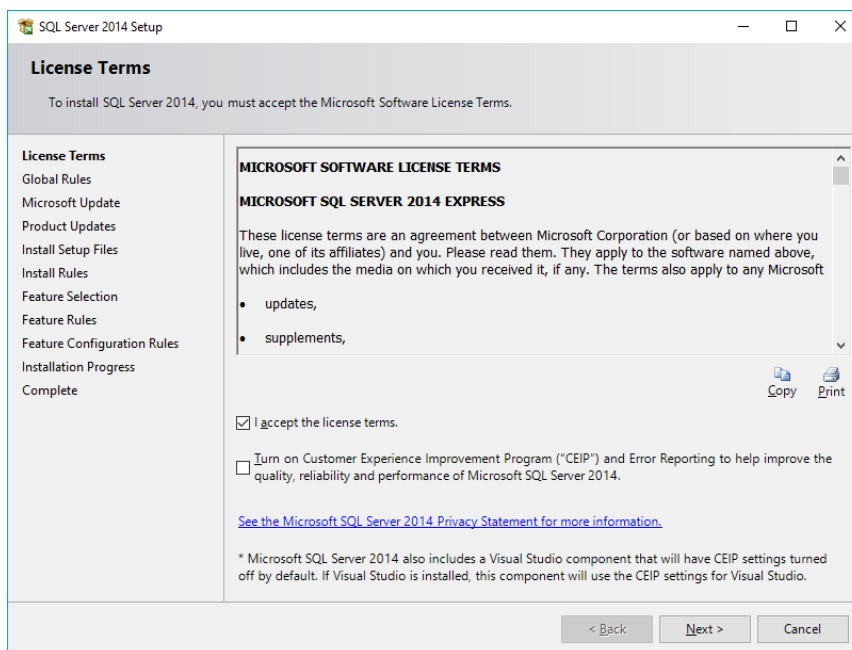 SQL Server 2014 Setup
License Terms
To install SQL Server 2014, you must accept the Microsoft Software License Terms.
License Terms
Global Rules
Microsoft Update
Product Updates
Install Setup Files
Install Rules
Feature Selection
Feature Rules
Feature Configuration Rules
Installation Progress
Complete
MICROSOFT SOFTWARE LICENSE TERMS
MICROSOFT SQL SERVER 2014 EXPRESS
These license terms are an agreement between Microsoft Corporation (or based on where you
live, one of its affiliates) and you. Please read them. They apply to the software named above,
which includes the media on which you received it, if any. The terms also apply to any Microsoft
• updates,
• supplements,
Copy Print
I accept the license terms.
Turn on Customer Experience Improvement Program ("CEIP") and Error Reporting to help improve the
quality, reliability and performance of Microsoft SQL Server 2014.
See the Microsoft SQL Server 2014 Privacy Statement for more information.
* Microsoft SQL Server 2014 also includes a Visual Studio component that will have CEIP settings turned
off by default. If Visual Studio is installed, this component will use the CEIP settings for Visual Studio.
< Back Next > Cancel